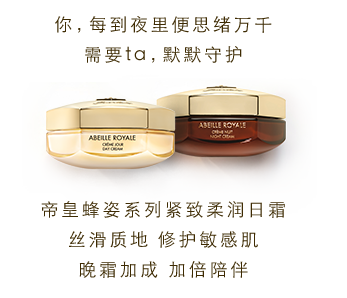 你，每到夜里便思绪万千
需要ta，默默守护
ABEILLE ROYALE
CRÈME JOUR
DAY CREAM
ABEILLE ROYALE
CRÈME NUIT
NIGHT CREAM
帝皇蜂姿系列紧致柔润日霜
丝滑质地 修护敏感肌
晚霜加成 加倍陪伴